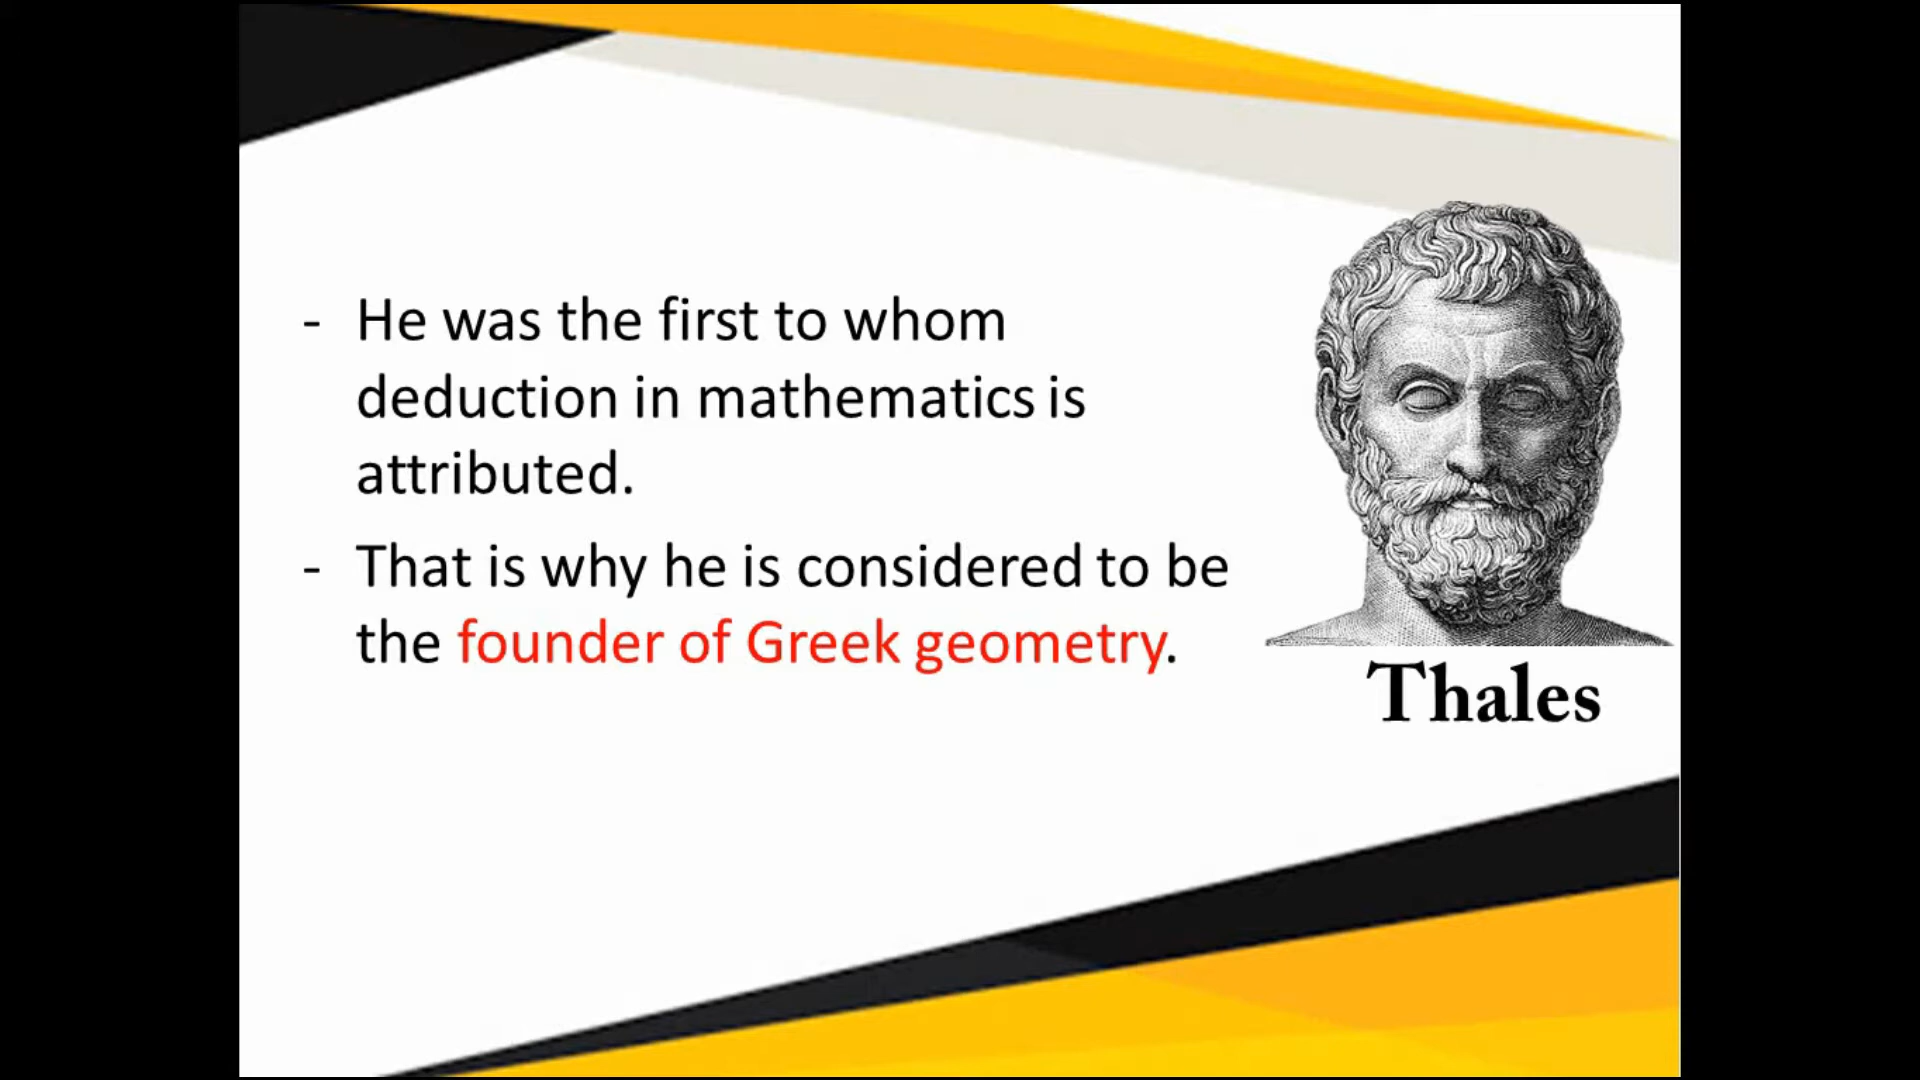 - He was the first to whom
deduction in mathematics is
attributed.
- That is why he is considered to be
the founder of Greek geometry.
Thales